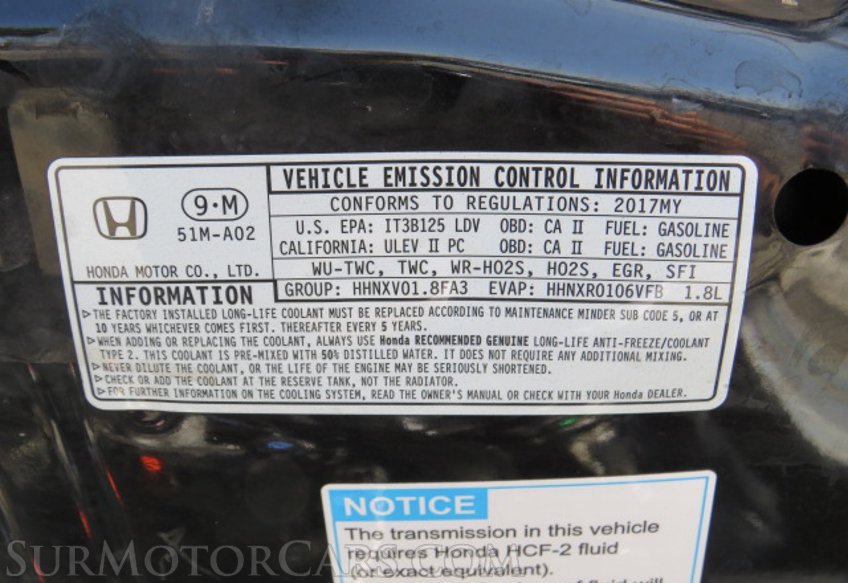 9·M
51M-A02
HONDA MOTOR CO., LTD.
VEHICLE EMISSION CONTROL INFORMATION
CONFORMS TO REGULATIONS: 2017MY
U.S. EPA: IT3B125 LDV OBD: CA II FUEL: GASOLINE
CALIFORNIA: ULEV II PC OBD: CA II FUEL: GASOLINE
WU-TWC, TWC, WR-HO2S, HO2S, EGR, SFI
GROUP: HHNXV01.8FA3 EVAP: HHNXR0106VFB 1.8L
INFORMATION
▷THE FACTORY INSTALLED LONG-LIFE COOLANT MUST BE REPLACED ACCORDING TO MAINTENANCE MINDER SUB CODE 5, OR AT
10 YEARS WHICHEVER COMES FIRST. THEREAFTER EVERY 5 YEARS.
▷WHEN ADDING OR REPLACING THE COOLANT, ALWAYS USE Honda RECOMMENDED GENUINE LONG-LIFE ANTI-FREEZE/COOLANT
TYPE 2. THIS COOLANT IS PRE-MIXED WITH 50% DISTILLED WATER. IT DOES NOT REQUIRE ANY ADDITIONAL MIXING.
▷NEVER DILUTE THE COOLANT, OR THE LIFE OF THE ENGINE MAY BE SERIOUSLY SHORTENED.
▷CHECK OR ADD THE COOLANT AT THE RESERVE TANK, NOT THE RADIATOR.
▷FOR FURTHER INFORMATION ON THE COOLING SYSTEM, READ THE OWNER'S MANUAL OR CHECK WITH YOUR Honda DEALER.
NOTICE
The transmission in this vehicle
requires Honda HCF-2 fluid
(or exact equivalent).
of fluid will
SURMOTORCARS.COM